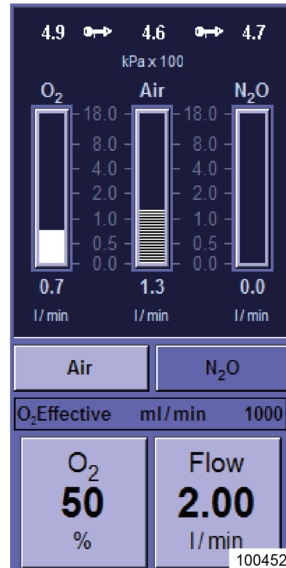 4.9 4.6 4.7
kPa x 100
O₂ Air N₂O
18.0 18.0
8.0 8.0
4.0 4.0
2.0 2.0
1.0 1.0
0.5 0.5
0.0 0.0
0.7 1.3 0.0
l/min l/min l/min
Air N₂O
O₂Effective ml/min 1000
O₂ Flow
50 2.00
% l/min
100452